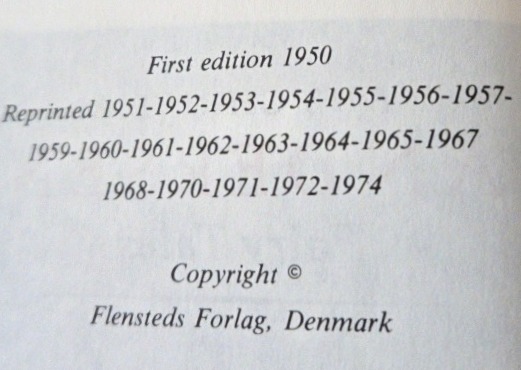 First edition 1950
Reprinted 1951-1952-1953-1954-1955-1956-1957-
1959-1960-1961-1962-1963-1964-1965-1967
1968-1970-1971-1972-1974
Copyright ©
Flensteds Forlag, Denmark